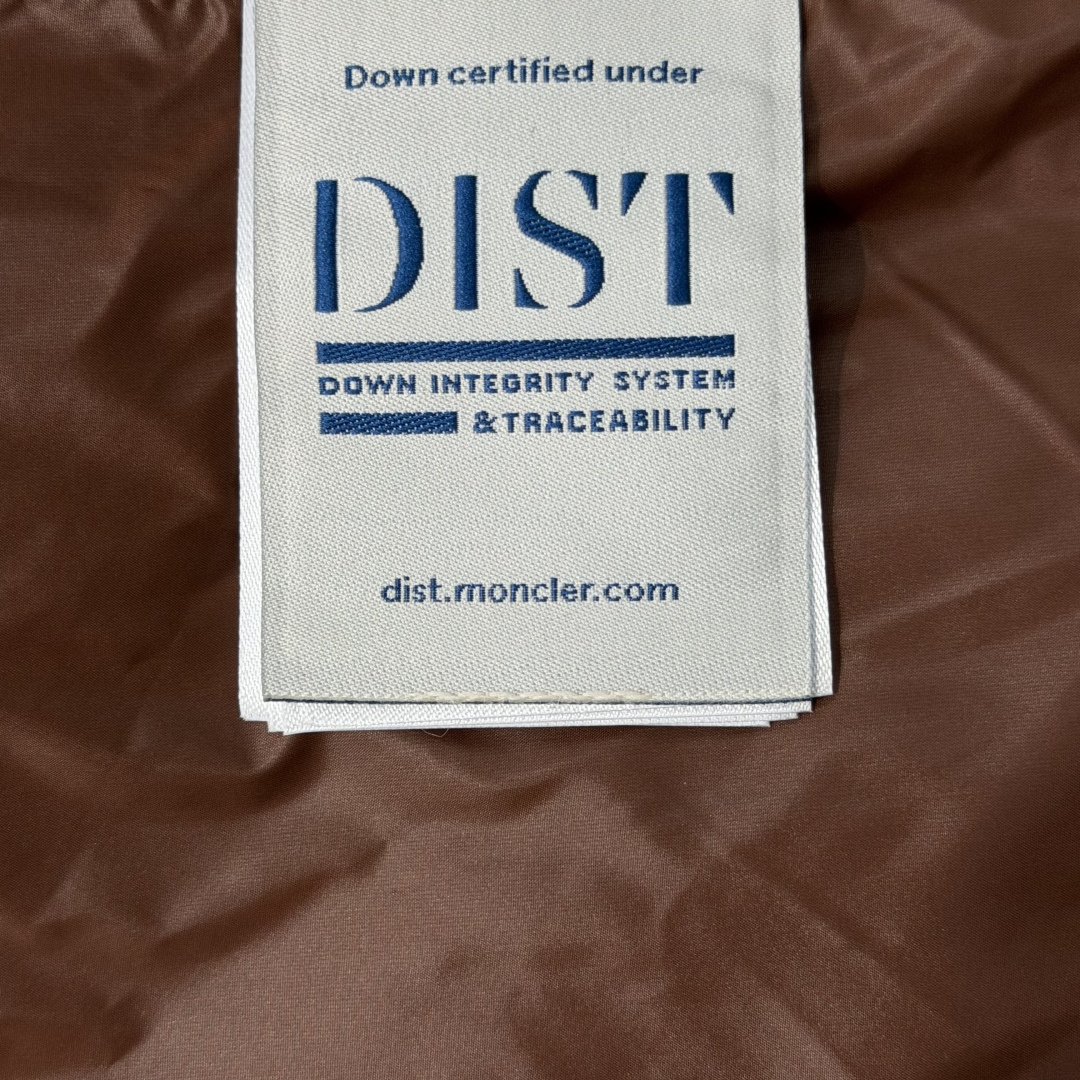 Down certified under
DIST
DOWN INTEGRITY SYSTEM
& TRACEABILITY
dist.moncler.com